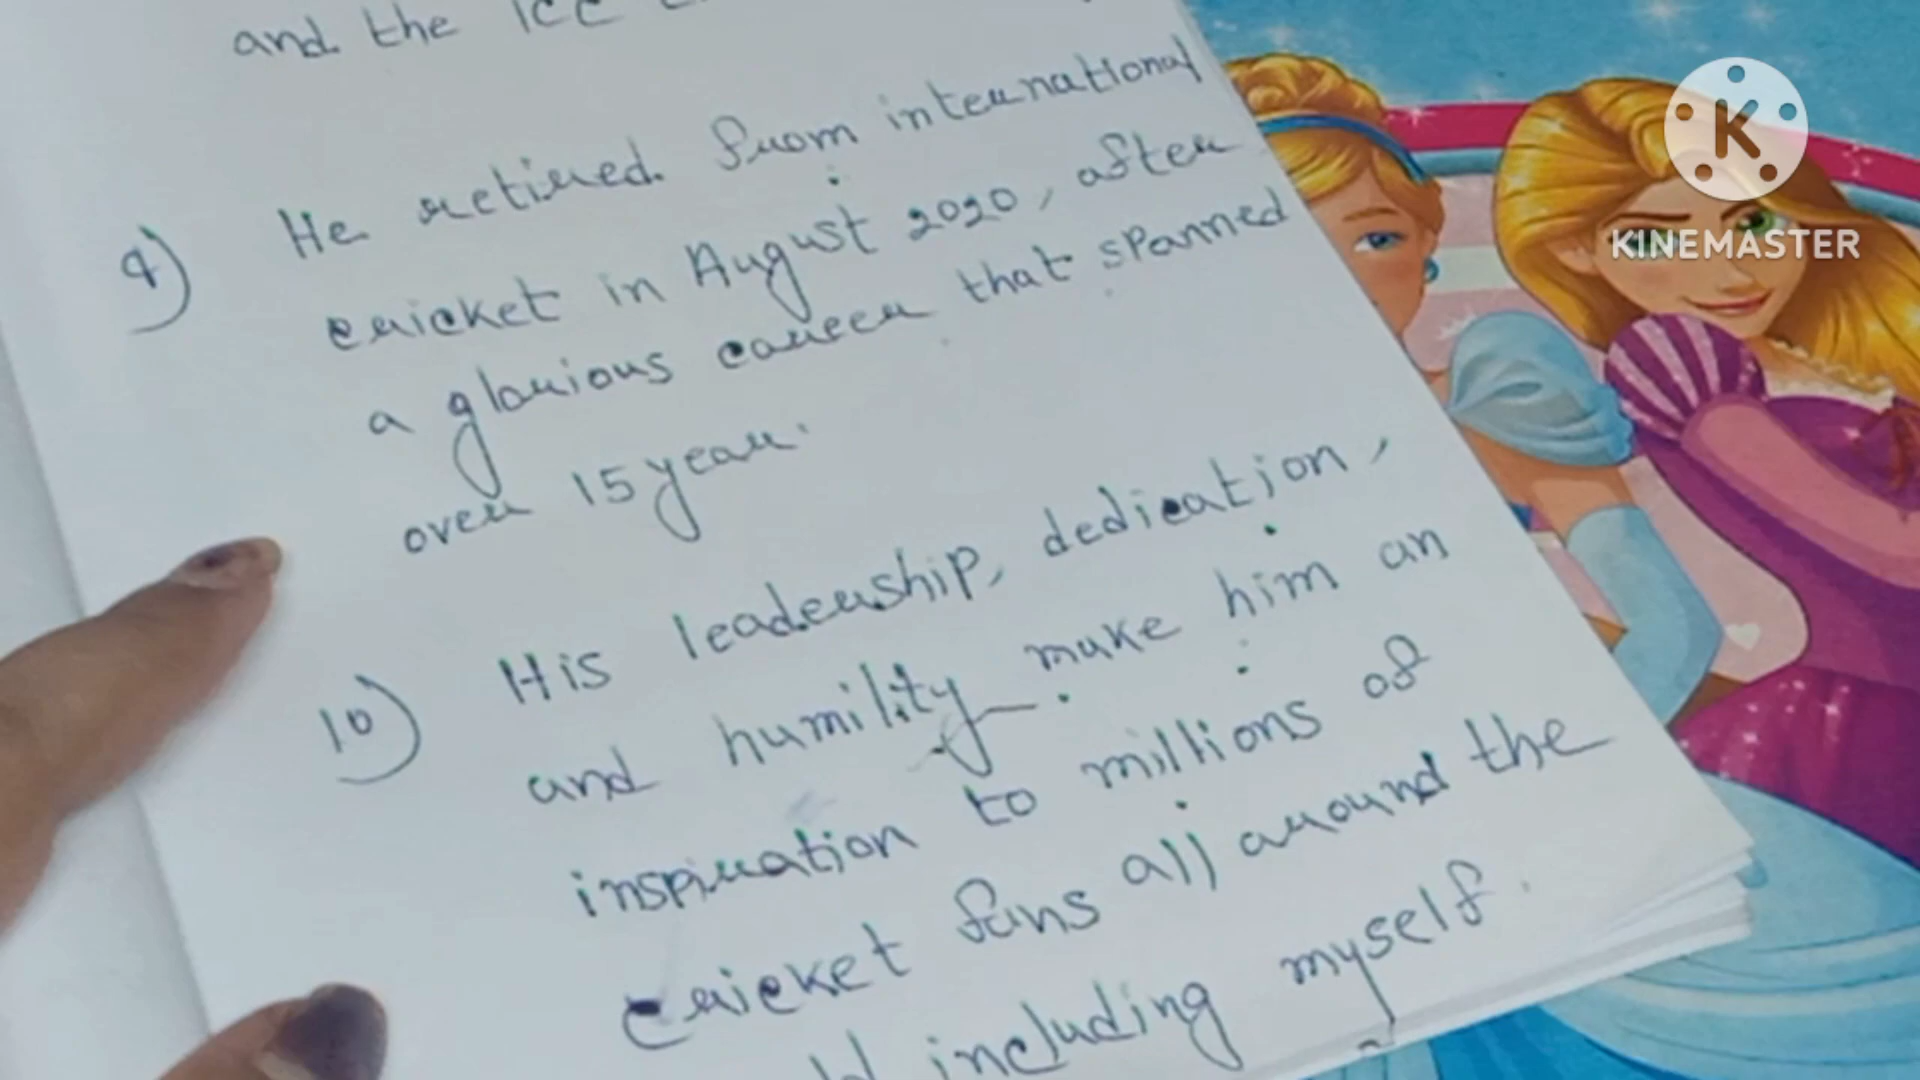 and the ICC
9) He retired from international
cricket in August 2020, after
a glorious career that spanned
over 15 year.
10) His leadership, dedication,
and humility make him an
inspiration to millions of
cricket fans all around the
including myself.
K
KINEMASTER